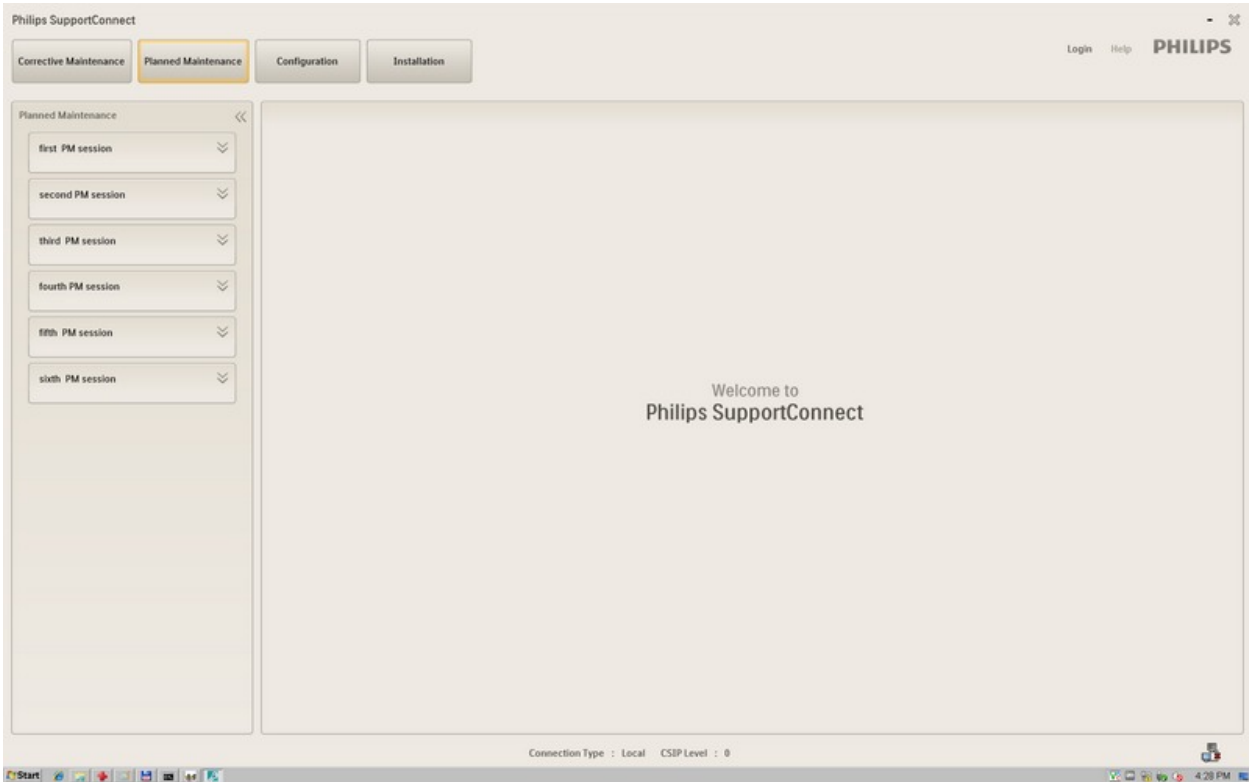 Philips SupportConnect
Corrective Maintenance
Planned Maintenance
Configuration
Installation
Login
Help
PHILIPS
Planned Maintenance
first PM session
second PM session
third PM session
fourth PM session
fifth PM session
sixth PM session
Welcome to
Philips SupportConnect
Connection Type : Local CSIP Level : 0
Start
4:28 PM